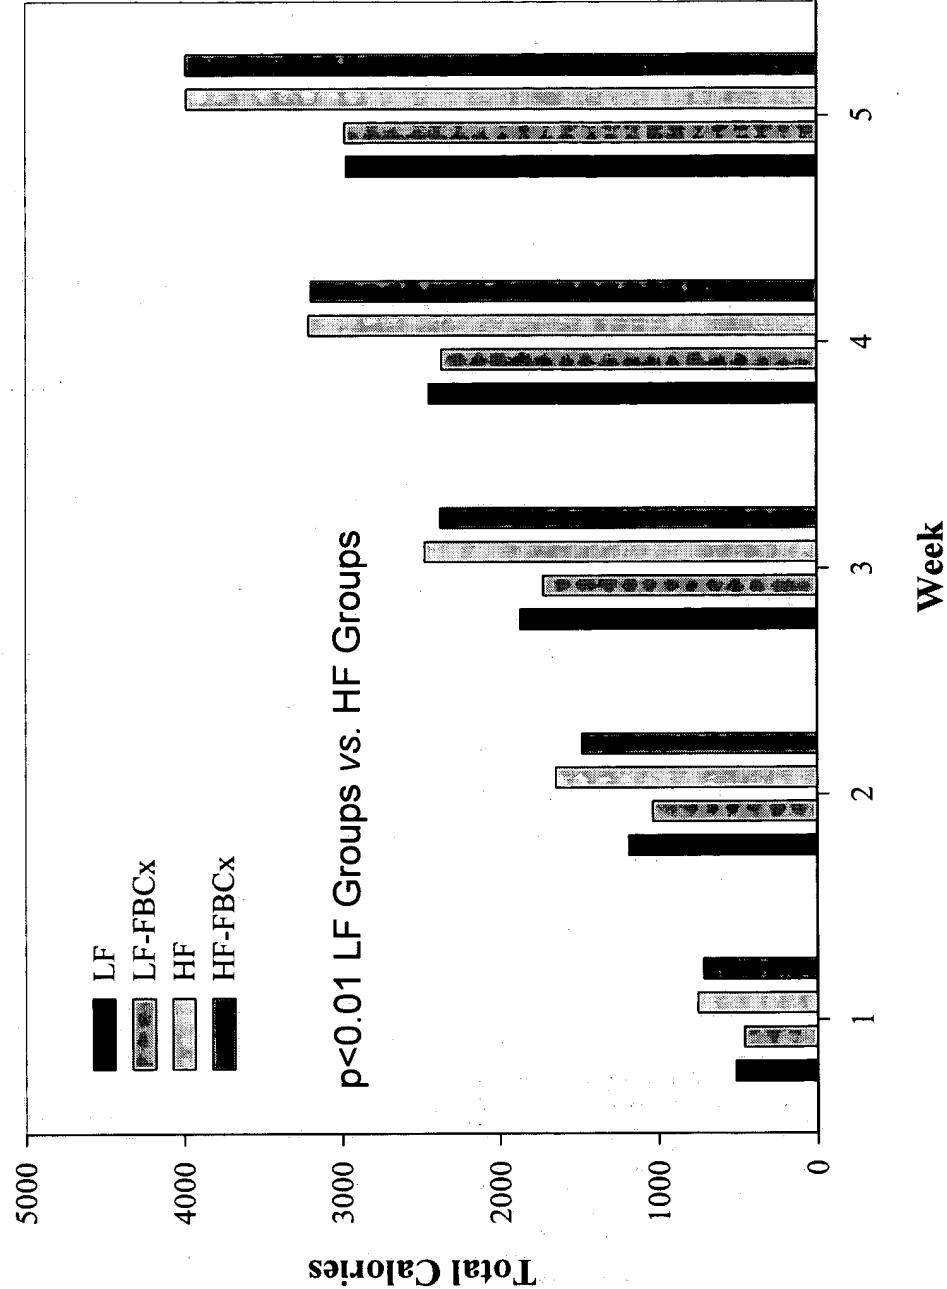 5000
4000
3000
2000
1000
0
Total Calories
LF
LF-FBCx
HF
HF-FBCx
p<0.01 LF Groups vs. HF Groups
1
2
3
4
5
Week